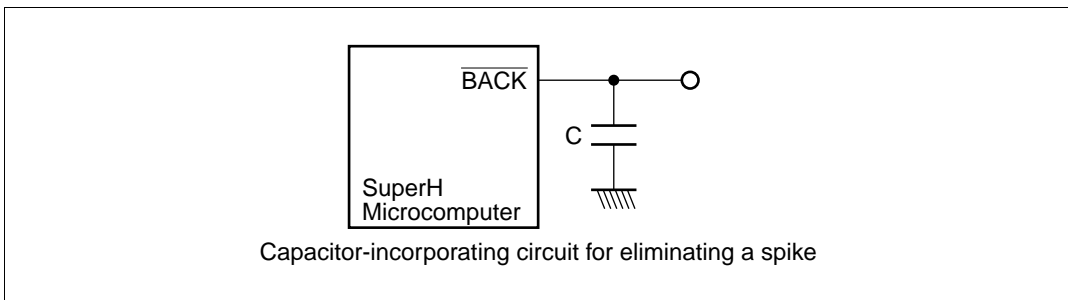 BACK
C
SuperH
Microcomputer
Capacitor-incorporating circuit for eliminating a spike